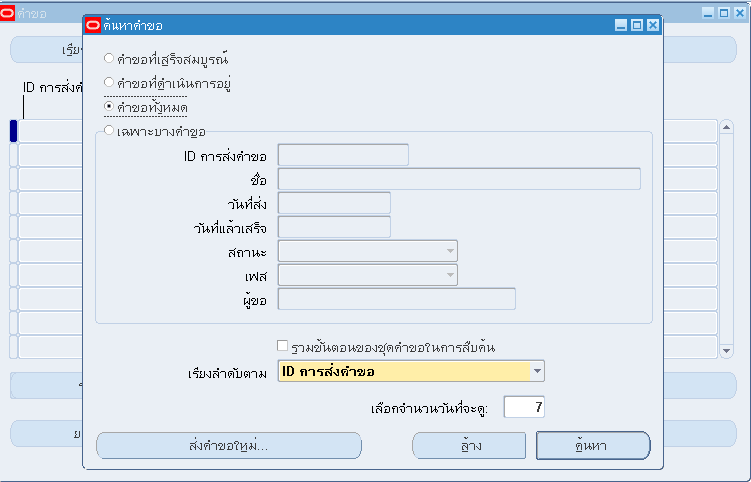 คำขอ
ค้นหาคำขอ
คำขอที่เสร็จสมบูรณ์
คำขอที่ดำเนินการอยู่
คำขอทั้งหมด
เฉพาะบางคำขอ
ID การส่งคำ
ID การส่งคำขอ
ชื่อ
วันที่ส่ง
วันที่แล้วเสร็จ
สถานะ
เฟส
ผู้ขอ
รวมขั้นตอนของชุดคำขอในการสืบค้น
เรียงลำดับตาม ID การส่งคำขอ
เลือกจำนวนวันที่จะดู: 7
ส่งคำขอใหม่... ล้าง ค้นหา